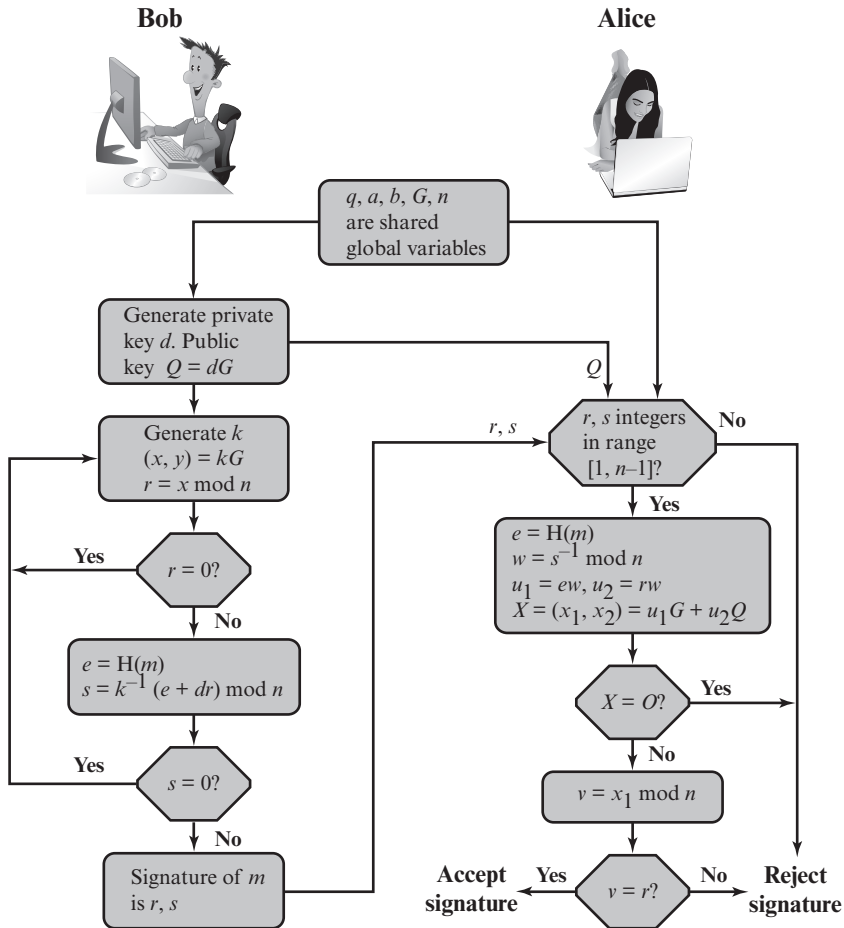 Bob
Alice
q, a, b, G, n
are shared
global variables
Generate private
key d. Public
key Q = dG
Q
Generate k
(x, y) = kG
r = x mod n
r, s
r, s integers
in range
[1, n–1]?
No
Yes
Yes
r = 0?
No
e = H(m)
w = s⁻¹ mod n
u₁ = ew, u₂ = rw
X = (x₁, x₂) = u₁G + u₂Q
e = H(m)
s = k⁻¹ (e + dr) mod n
X = O?
Yes
No
Yes
s = 0?
No
v = x₁ mod n
Signature of m
is r, s
Accept
signature
Yes
v = r?
No
Reject
signature